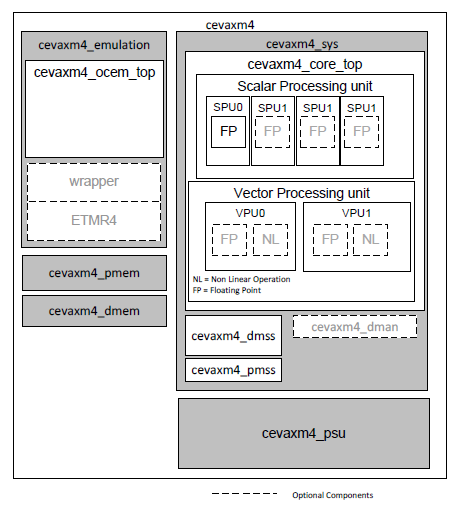 cevaxm4
cevaxm4_emulation
cevaxm4_ocem_top
wrapper
ETMR4
cevaxm4_pmem
cevaxm4_dmem
cevaxm4_sys
cevaxm4_core_top
Scalar Processing unit
SPU0 SPU1 SPU1 SPU1
FP FP FP FP
Vector Processing unit
VPU0 VPU1
FP NL FP NL
NL = Non Linear Operation
FP = Floating Point
cevaxm4_dmss
cevaxm4_dman
cevaxm4_pmss
cevaxm4_psu
Optional Components